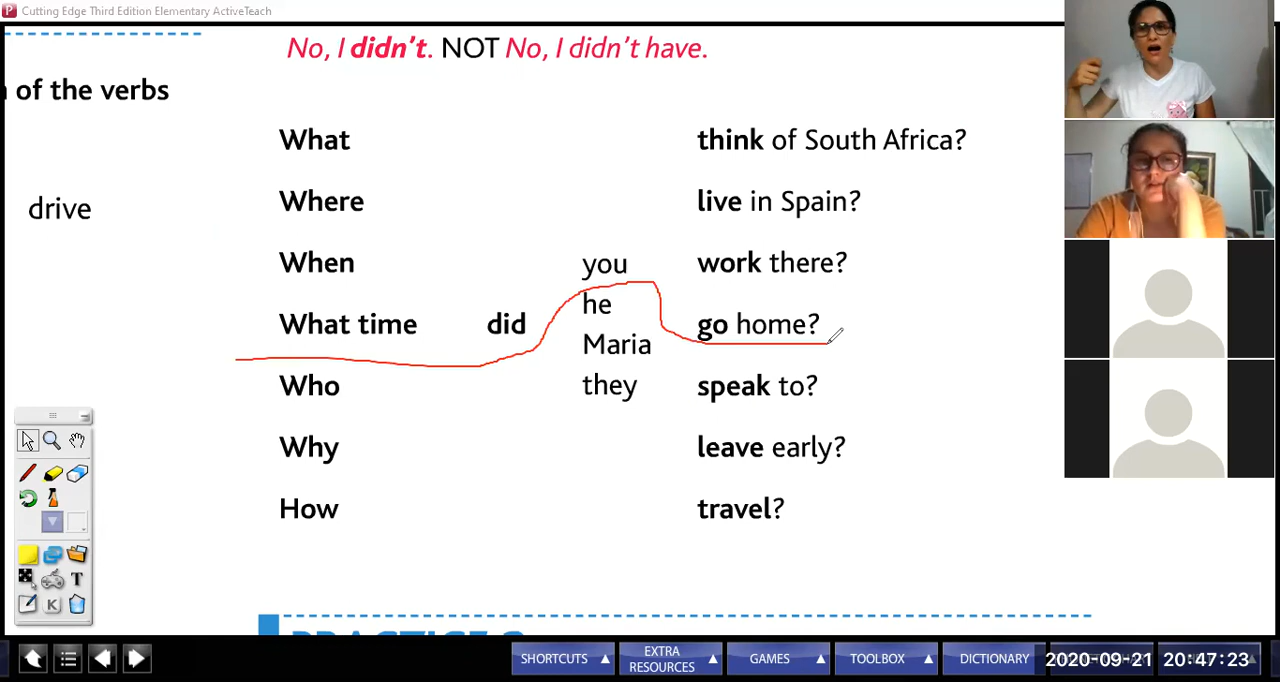 Cutting Edge Third Edition Elementary ActiveTeach
No, I didn't. NOT No, I didn't have.
of the verbs
drive
What think of South Africa?
Where live in Spain?
When you work there?
he
What time did go home?
Maria
Who they speak to?
Why leave early?
How travel?
T
K
SHORTCUTS
EXTRA
RESOURCES
GAMES
TOOLBOX
DICTIONARY
2020-09-21 20:47:23